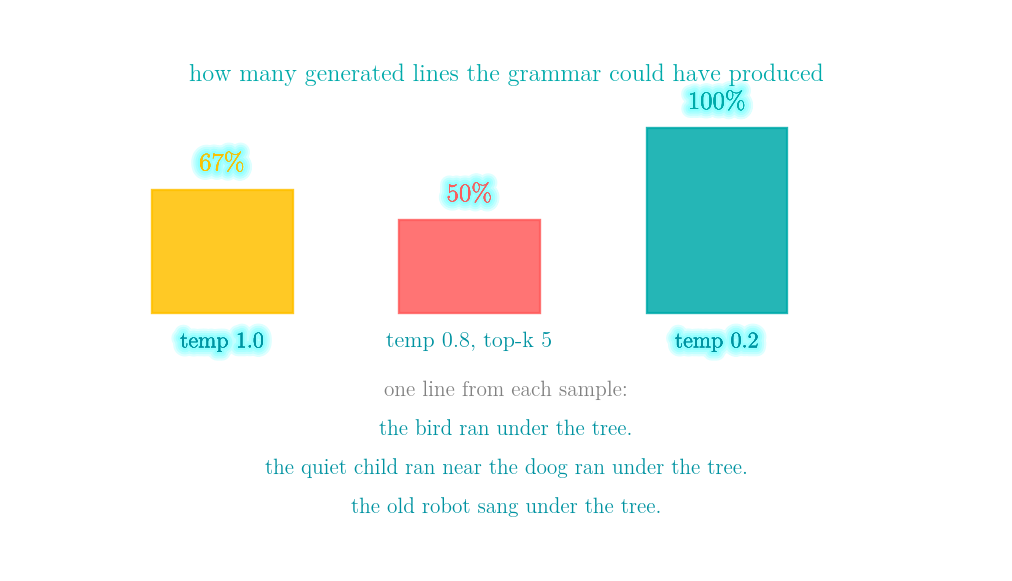 how many generated lines the grammar could have produced
100%
67%
50%
temp 1.0
temp 0.8, top-k 5
temp 0.2
one line from each sample:
the bird ran under the tree.
the quiet child ran near the doog ran under the tree.
the old robot sang under the tree.